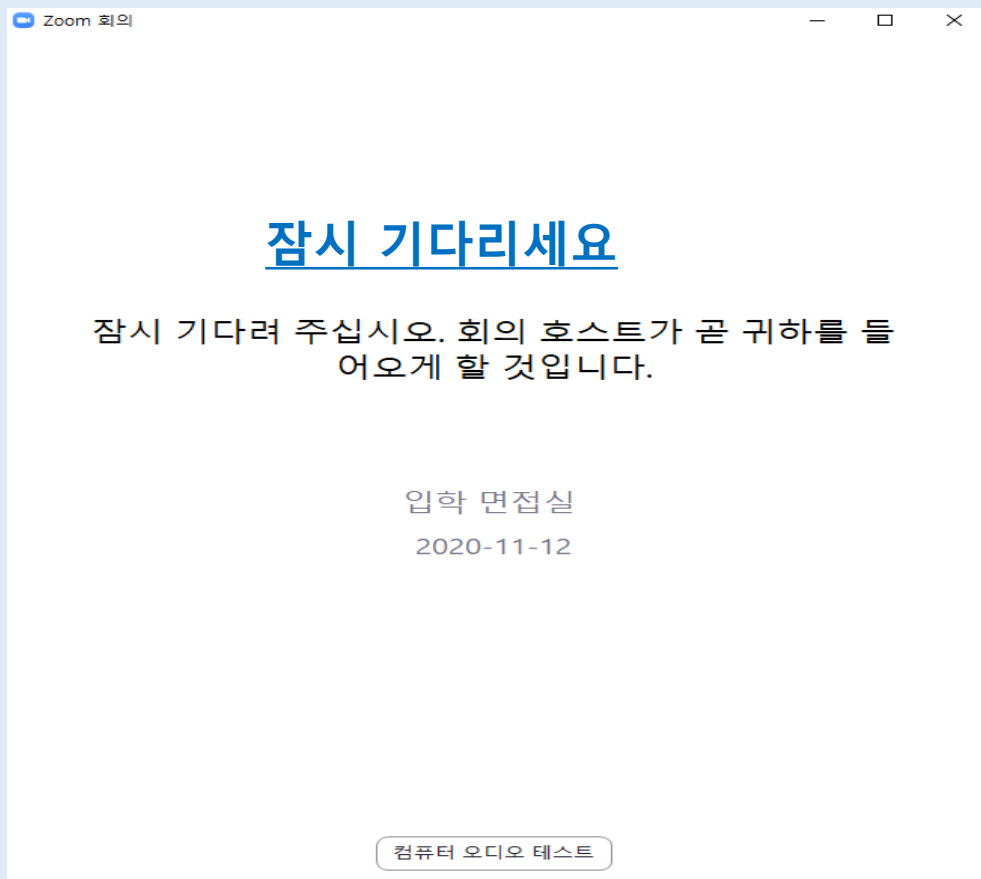 Zoom 회의
잠시 기다리세요
잠시 기다려 주십시오. 회의 호스트가 곧 귀하를 들
어오게 할 것입니다.
입학 면접실
2020-11-12
컴퓨터 오디오 테스트